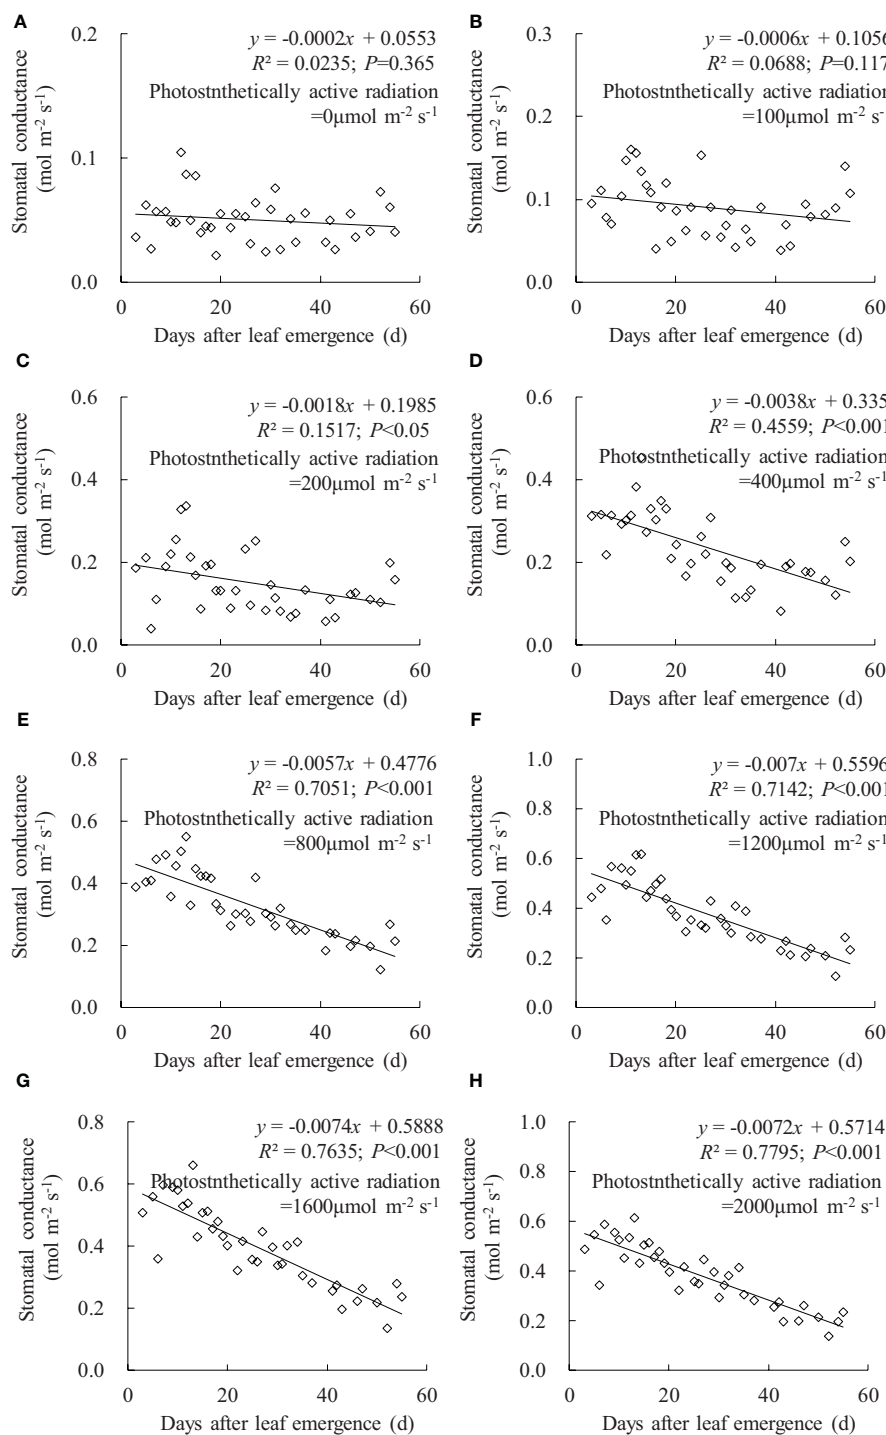 A
0.2
y = -0.0002x + 0.0553
R² = 0.0235; P=0.365
Photostnthetically active radiation
=0μmol m⁻² s⁻¹
0.1
0.0
0 20 40 60
Days after leaf emergence (d)
Stomatal conductance
(mol m⁻² s⁻¹)
B
0.3
y = -0.0006x + 0.1056
R² = 0.0688; P=0.117
Photostnthetically active radiation
=100μmol m⁻² s⁻
0.2
0.1
0.0
0 20 40 60
Days after leaf emergence (d)
Stomatal conductance
(mol m⁻² s⁻¹)
C
0.6
y = -0.0018x + 0.1985
R² = 0.1517; P<0.05
Photostnthetically active radiation
=200μmol m⁻² s⁻¹
0.4
0.2
0.0
0 20 40 60
Days after leaf emergence (d)
Stomatal conductance
(mol m⁻² s⁻¹)
D
0.6
y = -0.0038x + 0.335
R² = 0.4559; P<0.001
Photostnthetically active radiation
=400μmol m⁻² s⁻¹
0.4
0.2
0.0
0 20 40 60
Days after leaf emergence (d)
Stomatal conductance
(mol m⁻² s⁻¹)
E
0.8
y = -0.0057x + 0.4776
R² = 0.7051; P<0.001
Photostnthetically active radiation
=800μmol m⁻² s⁻¹
0.6
0.4
0.2
0.0
0 20 40 60
Days after leaf emergence (d)
Stomatal conductance
(mol m⁻² s⁻¹)
F
1.0
y = -0.007x + 0.5596
R² = 0.7142; P<0.001
Photostnthetically active radiation
=1200μmol m⁻² s⁻¹
0.8
0.6
0.4
0.2
0.0
0 20 40 60
Days after leaf emergence (d)
Stomatal conductance
(mol m⁻² s⁻¹)
G
0.8
y = -0.0074x + 0.5888
R² = 0.7635; P<0.001
Photostnthetically active radiation
=1600μmol m⁻² s⁻¹
0.6
0.4
0.2
0.0
0 20 40 60
Days after leaf emergence (d)
Stomatal conductance
(mol m⁻² s⁻¹)
H
1.0
y = -0.0072x + 0.5714
R² = 0.7795; P<0.001
Photostnthetically active radiation
=2000μmol m⁻² s⁻¹
0.8
0.6
0.4
0.2
0.0
0 20 40 60
Days after leaf emergence (d)
Stomatal conductance
(mol m⁻² s⁻¹)